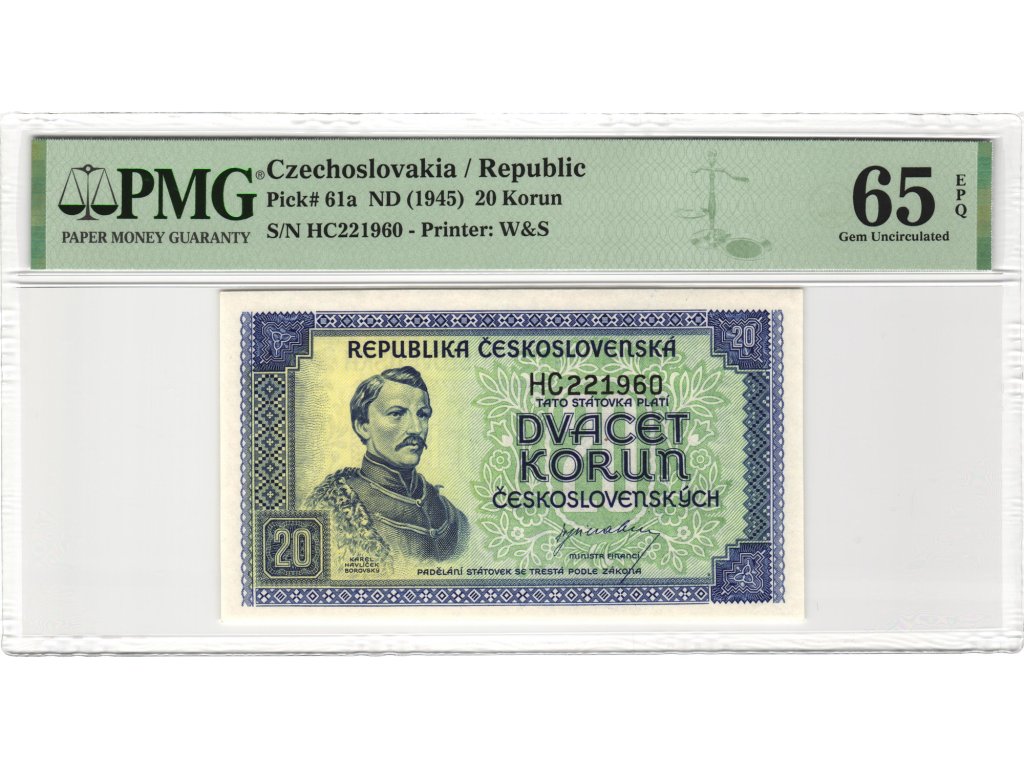 PMG®
PAPER MONEY GUARANTY
Czechoslovakia / Republic
Pick# 61a ND (1945) 20 Korun
S/N HC221960 - Printer: W&S
65
EPQ
Gem Uncirculated
20
REPUBLIKA ČESKOSLOVENSKÁ
HC221960
TATO STÁTOVKA PLATÍ
DVACET
KORUN
ČESKOSLOVENSKÝCH
MINISTR FINANCÍ
20
KAREL
HAVLÍČEK
BOROVSKÝ
PADĚLÁNÍ STÁTOVEK SE TRESTÁ PODLE ZÁKONA